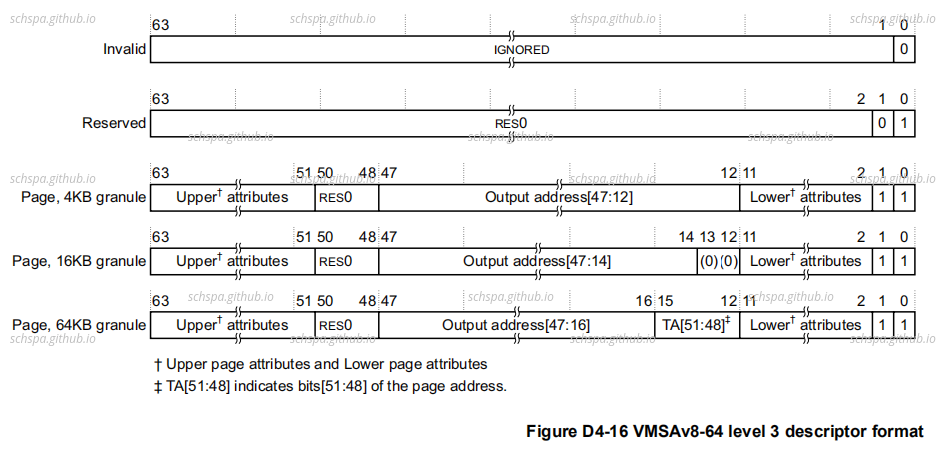 schspa.github.io schspa.github.io schspa.github.io schspa.github.io
63 1 0
Invalid IGNORED 0
63 2 1 0
Reserved RES0 0 1
schspa.github.io schspa.github.io schspa.github.io
schspa.github.io schspa.github.io schspa.github.io schspa.github.io
63 51 50 48 47 12 11 2 1 0
Page, 4KB granule Upper† attributes RES0 Output address[47:12] Lower† attributes 1 1
63 51 50 48 47 14 13 12 11 2 1 0
Page, 16KB granule Upper† attributes RES0 Output address[47:14] (0) (0) Lower† attributes 1 1
schspa.github.io schspa.github.io schspa.github.io
63 51 50 48 47 16 15 12 11 2 1 0
Page, 64KB granule Upper† attributes RES0 Output address[47:16] TA[51:48]‡ Lower† attributes 1 1
schspa.github.io schspa.github.io schspa.github.io schspa.github.io
† Upper page attributes and Lower page attributes
‡ TA[51:48] indicates bits[51:48] of the page address.
Figure D4-16 VMSAv8-64 level 3 descriptor format